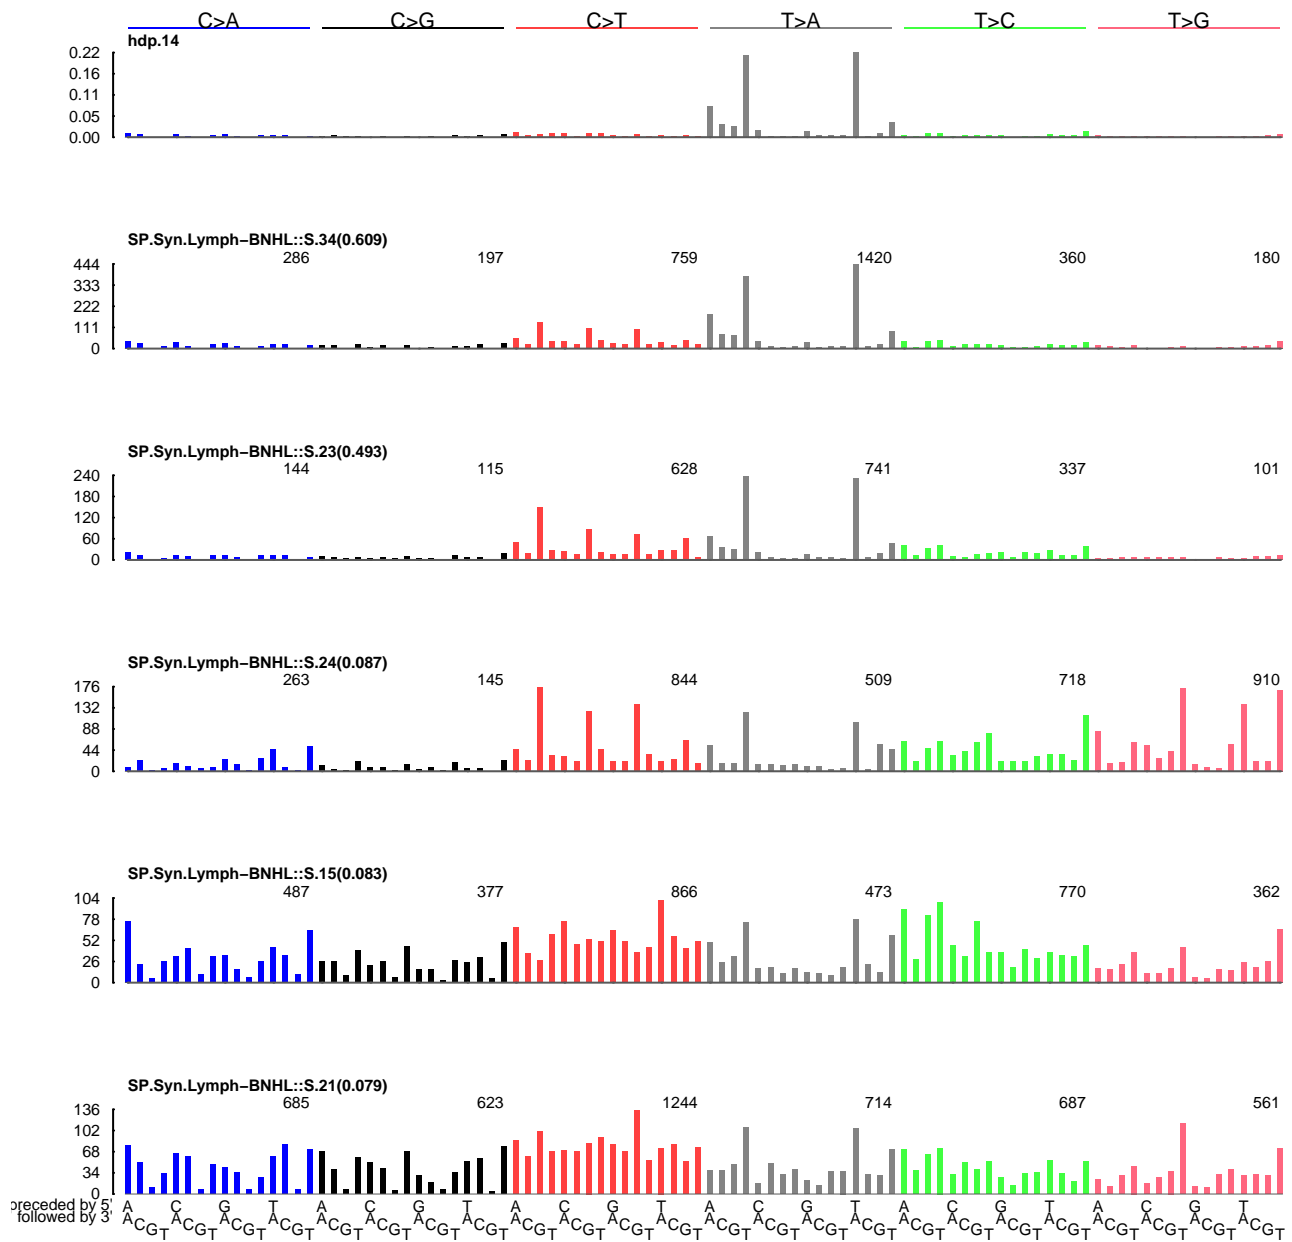 C>A C>G C>T T>A T>C T>G
hdp.14
0.22
0.16
0.11
0.05
0.00
SP.Syn.Lymph−BNHL::S.34(0.609)
286 197 759 1420 360 180
444
333
222
111
0
SP.Syn.Lymph−BNHL::S.23(0.493)
144 115 628 741 337 101
240
180
120
60
0
SP.Syn.Lymph−BNHL::S.24(0.087)
263 145 844 509 718 910
176
132
88
44
0
SP.Syn.Lymph−BNHL::S.15(0.083)
487 377 866 473 770 362
104
78
52
26
0
SP.Syn.Lymph−BNHL::S.21(0.079)
685 623 1244 714 687 561
136
102
68
34
0
preceded by 5' A C G T A C G T A C G T A C G T A C G T A C G T
followed by 3' ACGT ACGT ACGT ACGT ACGT ACGT ACGT ACGT ACGT ACGT ACGT ACGT ACGT ACGT ACGT ACGT ACGT ACGT ACGT ACGT ACGT ACGT ACGT ACGT